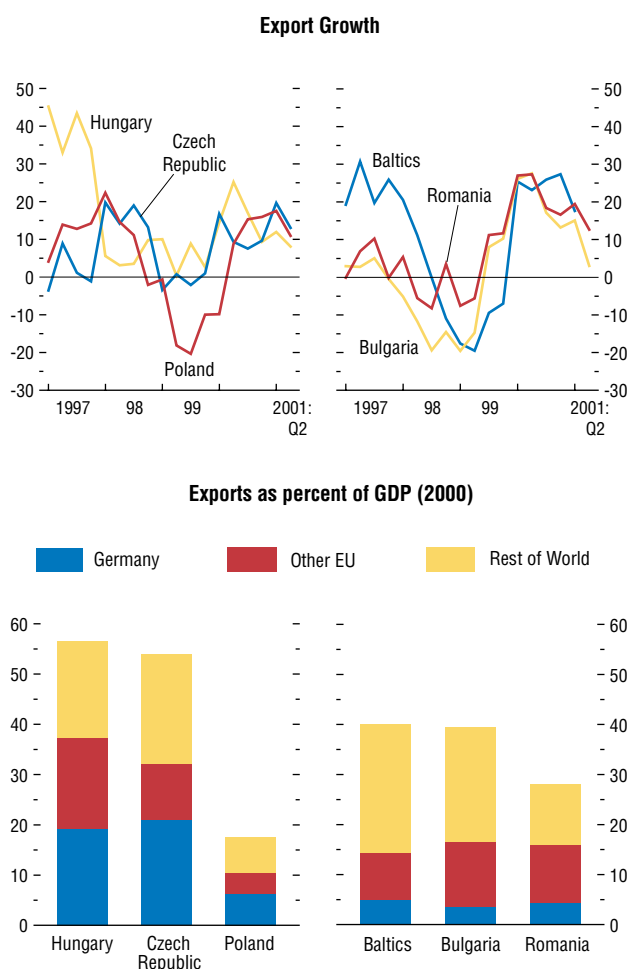 Export Growth
50
40
30
20
10
0
-10
-20
-30
Hungary
Czech
Republic
Poland
1997
98
99
2001:
Q2
50
40
30
20
10
0
-10
-20
-30
Baltics
Romania
Bulgaria
1997
98
99
2001:
Q2
Exports as percent of GDP (2000)
Germany
Other EU
Rest of World
60
50
40
30
20
10
0
Hungary
Czech
Republic
Poland
60
50
40
30
20
10
0
Baltics
Bulgaria
Romania